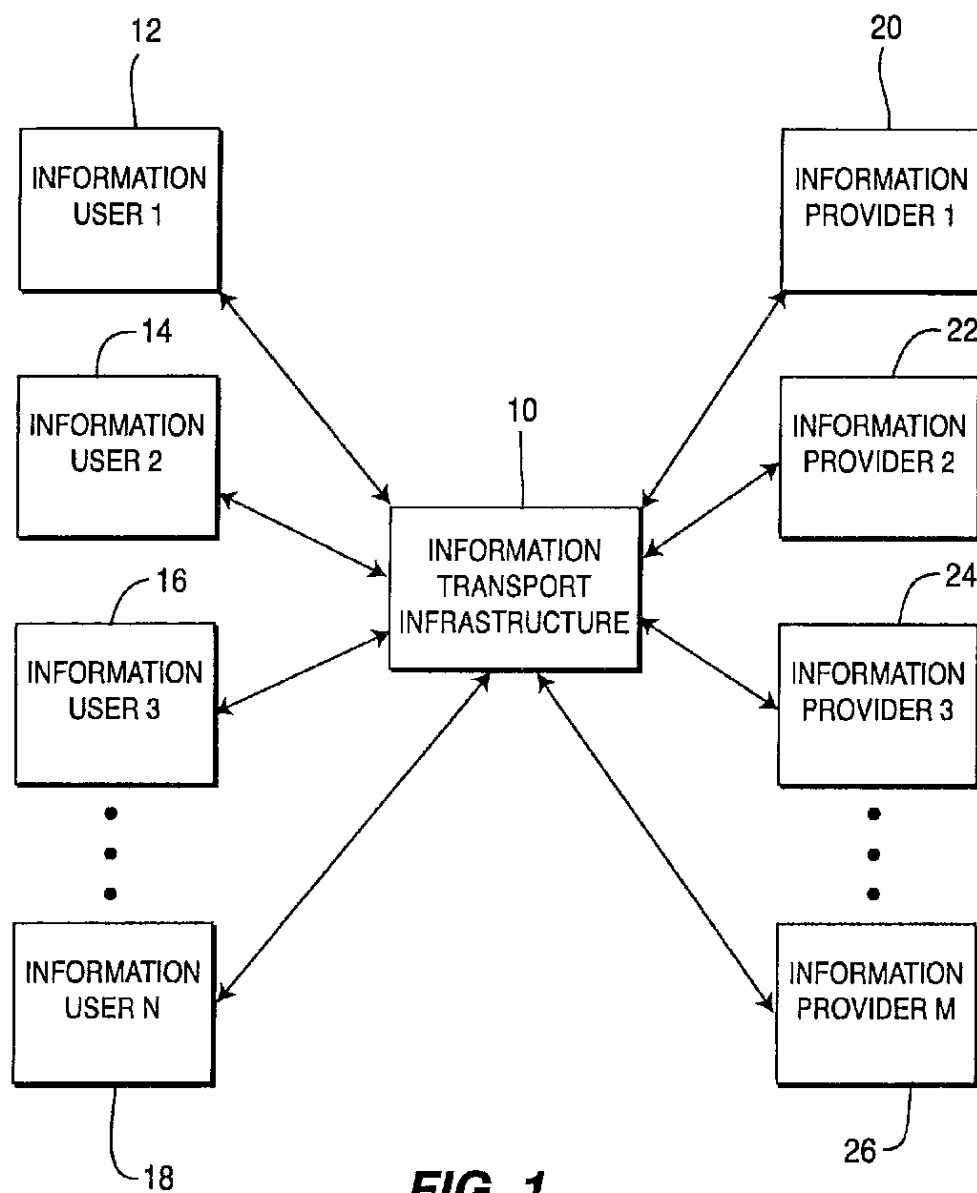 12
20
INFORMATION
USER 1
INFORMATION
PROVIDER 1
14
22
INFORMATION
USER 2
10
INFORMATION
PROVIDER 2
INFORMATION
TRANSPORT
INFRASTRUCTURE
16
24
INFORMATION
USER 3
INFORMATION
PROVIDER 3
INFORMATION
USER N
INFORMATION
PROVIDER M
18
26
FIG. 1